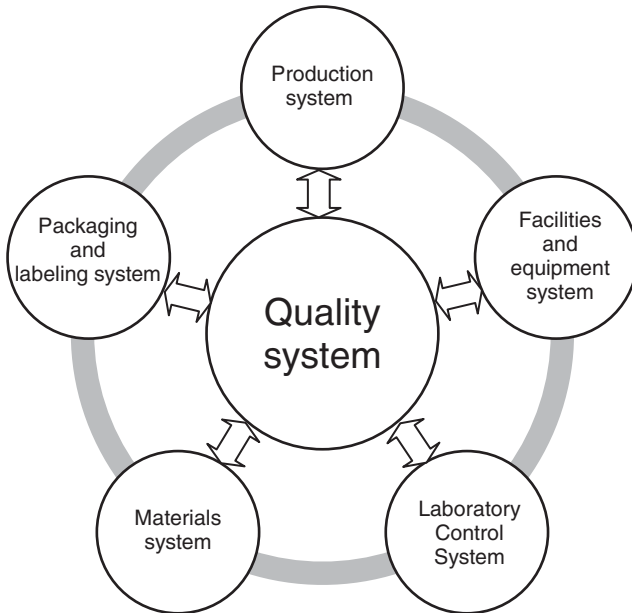 Production
system
Packaging
and
labeling system
Facilities
and
equipment
system
Quality
system
Materials
system
Laboratory
Control
System